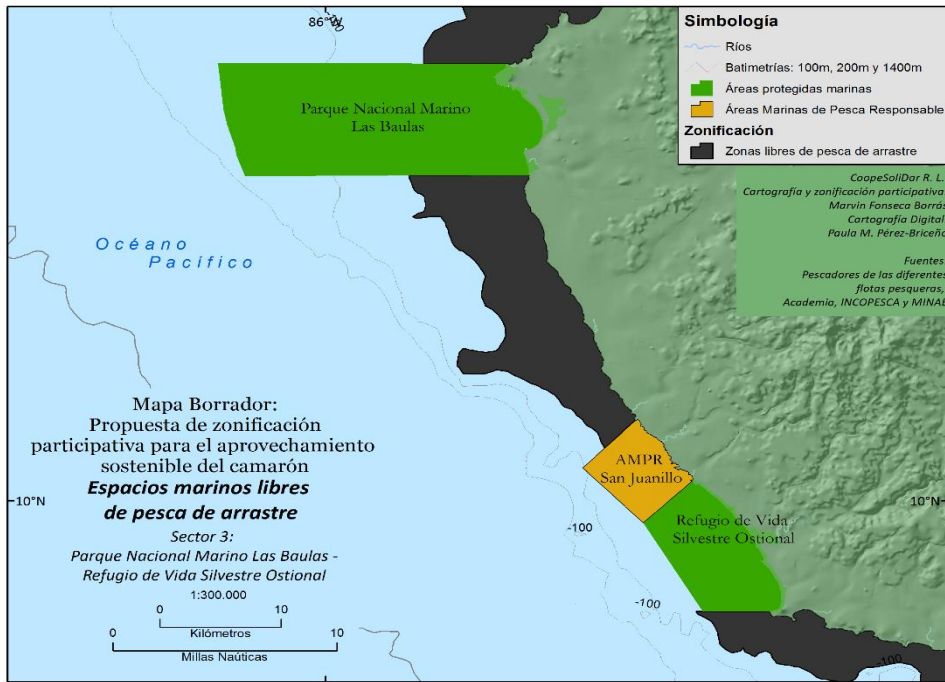 86°W
-100
Simbología
Ríos
Batimetrías: 100m, 200m y 1400m
Áreas protegidas marinas
Áreas Marinas de Pesca Responsable
Zonificación
Zonas libres de pesca de arrastre
CoopeSoliDar R. L.
Cartografía y zonificación participativa
Marvin Fonseca Borrás
Cartografía Digital
Paula M. Pérez-Briceño
Fuentes
Pescadores de las diferentes
flotas pesqueras,
Academia, INCOPESCA y MINAE
Parque Nacional Marino
Las Baulas
Océano
Pacífico
Mapa Borrador:
Propuesta de zonificación
participativa para el aprovechamiento
sostenible del camarón
Espacios marinos libres
de pesca de arrastre
Sector 3:
Parque Nacional Marino Las Baulas -
Refugio de Vida Silvestre Ostional
1:300.000
0 10
Kilómetros
0 10
Millas Naúticas
10°N
AMPR
San Juanillo
10°N
Refugio de Vida
Silvestre Ostional
-100
-100
-100